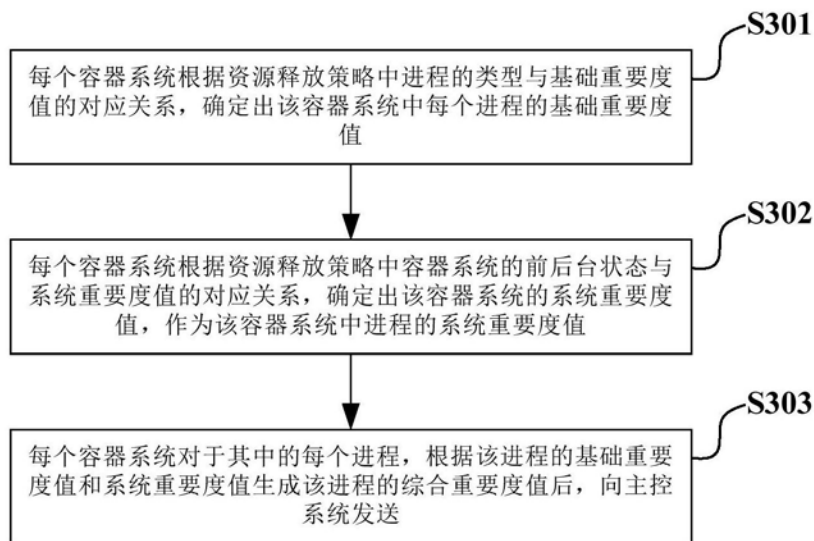 S301
每个容器系统根据资源释放策略中进程的类型与基础重要度
值的对应关系，确定出该容器系统中每个进程的基础重要度
值
S302
每个容器系统根据资源释放策略中容器系统的前后台状态与
系统重要度值的对应关系，确定出该容器系统的系统重要度
值，作为该容器系统中进程的系统重要度值
S303
每个容器系统对于其中的每个进程，根据该进程的基础重要
度值和系统重要度值生成该进程的综合重要度值后，向主控
系统发送